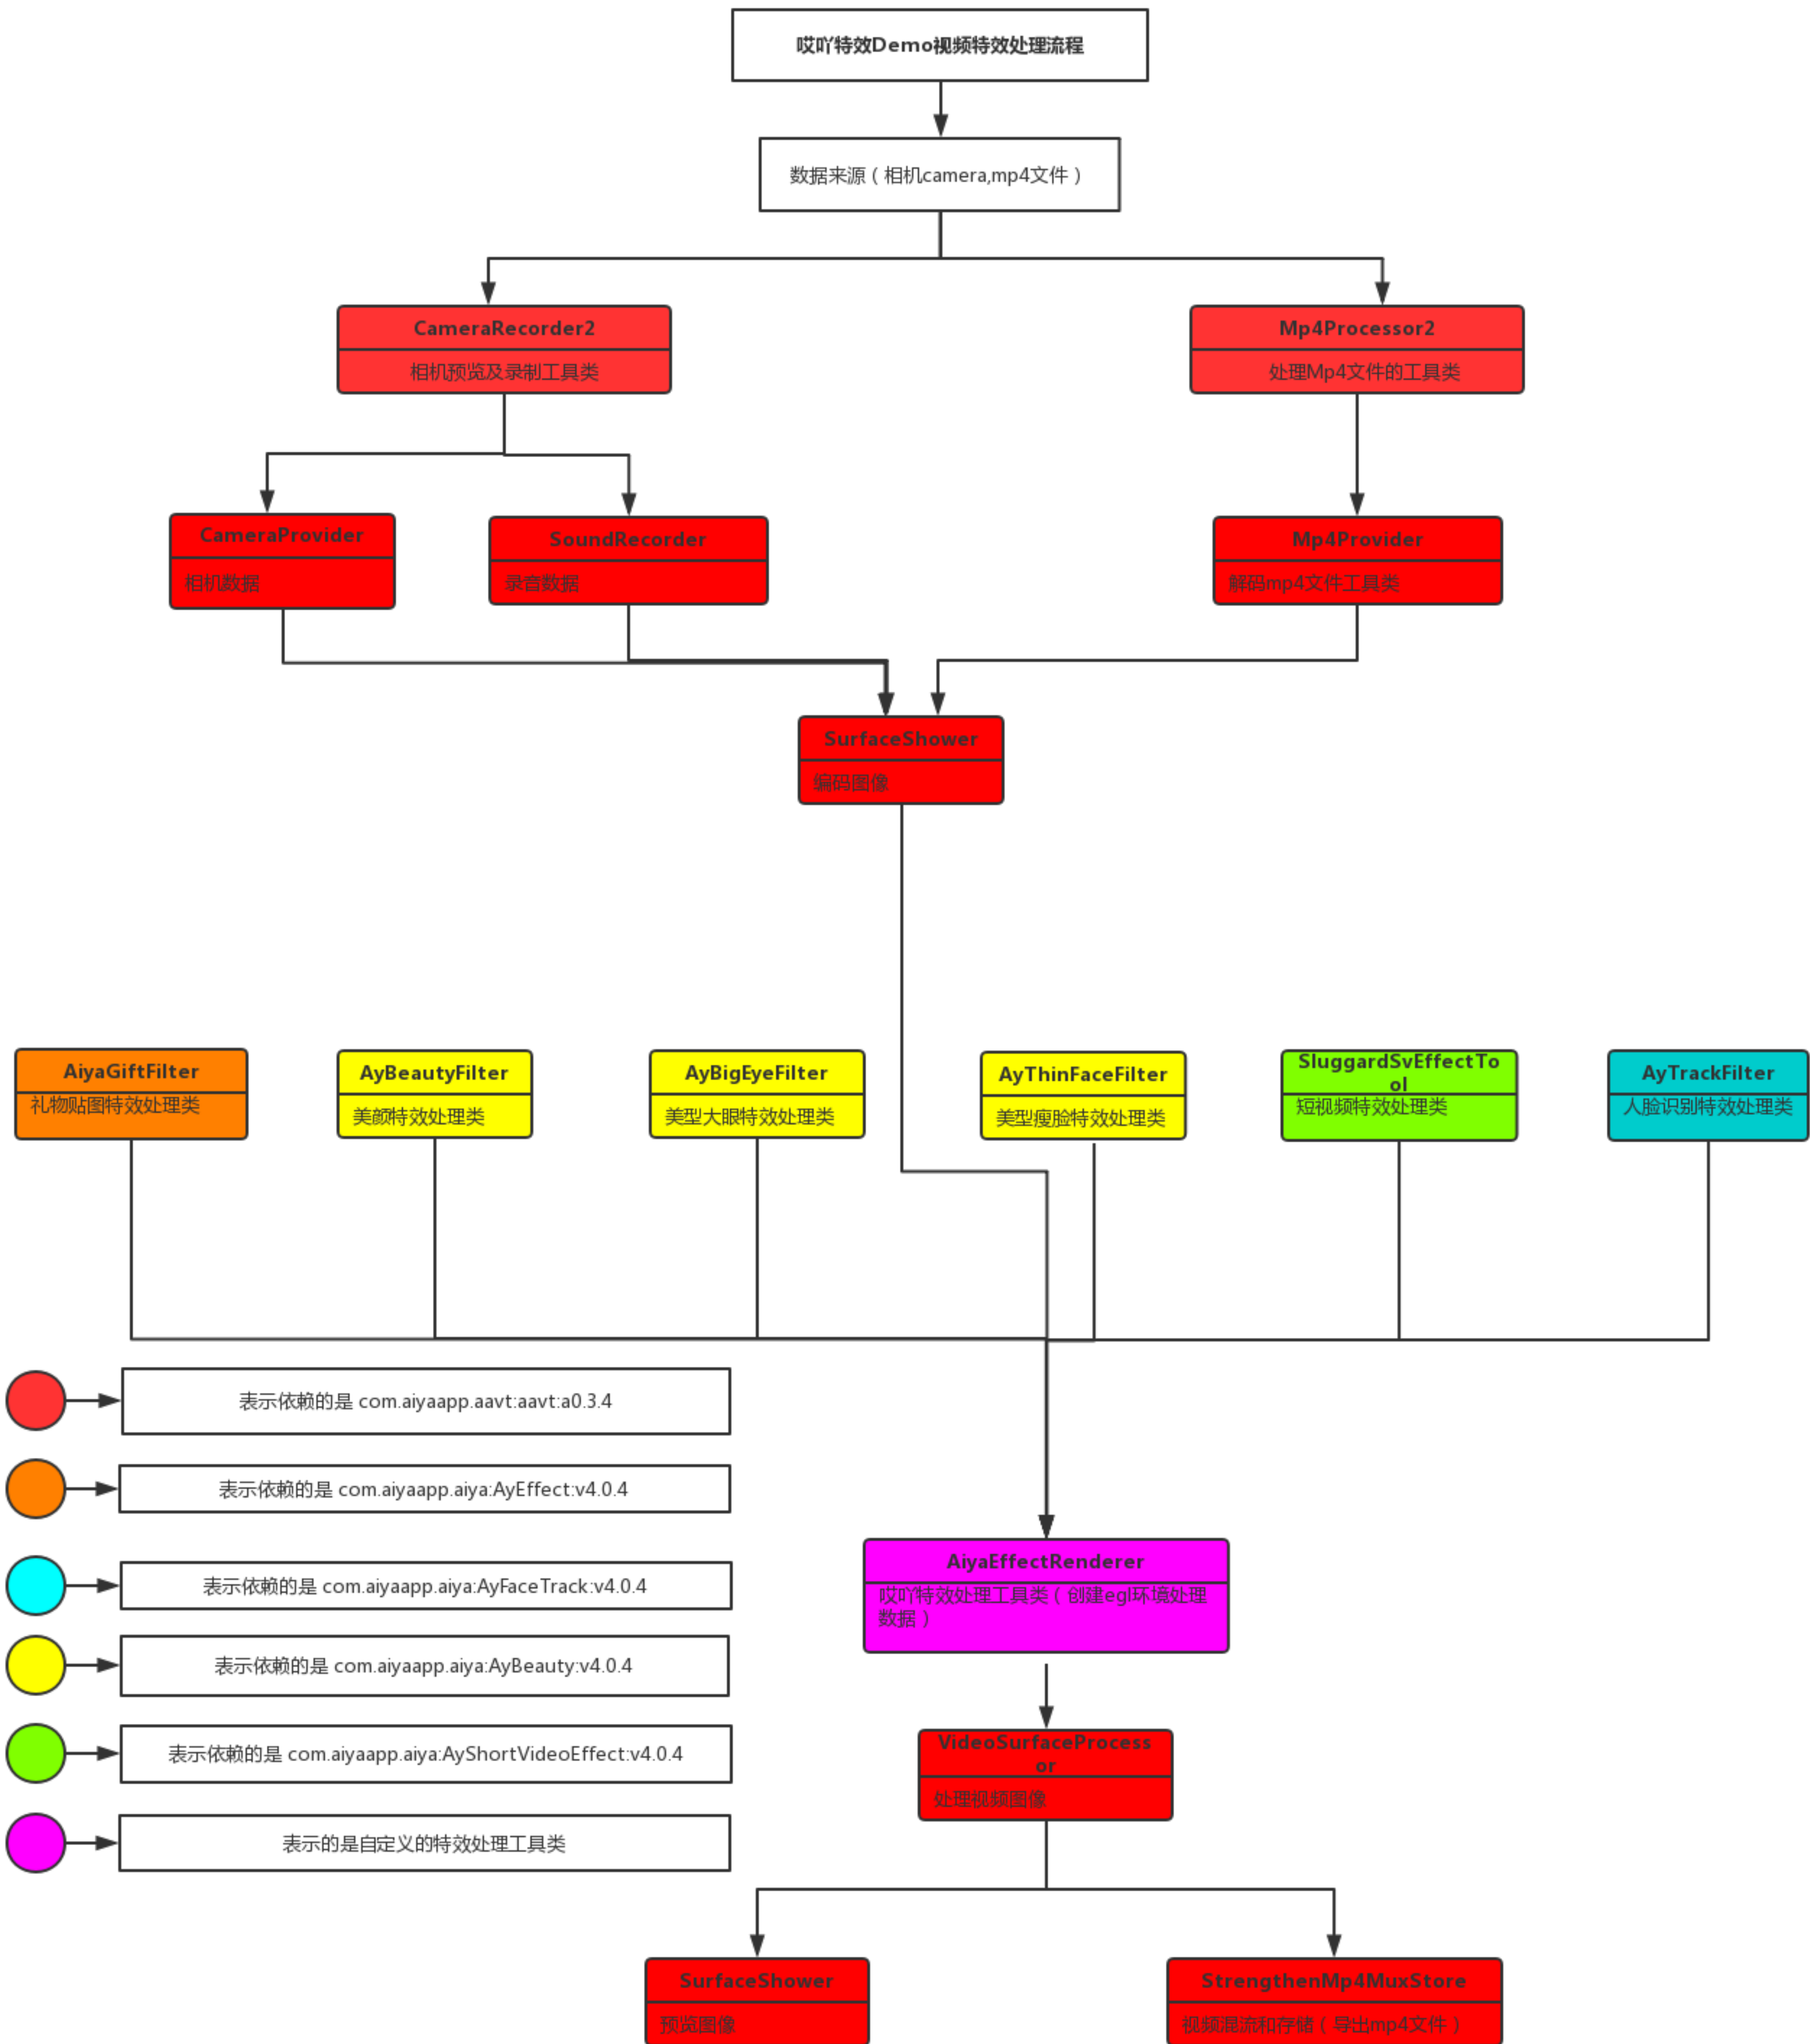 哎吖特效Demo视频特效处理流程
数据来源（相机camera,mp4文件）
CameraRecorder2
相机预览及录制工具类
Mp4Processor2
处理Mp4文件的工具类
CameraProvider
相机数据
SoundRecorder
录音数据
Mp4Provider
解码mp4文件工具类
SurfaceShower
编码图像
AiyaGiftFilter
礼物贴图特效处理类
AyBeautyFilter
美颜特效处理类
AyBigEyeFilter
美型大眼特效处理类
AyThinFaceFilter
美型瘦脸特效处理类
SluggardSvEffectTo
ol
短视频特效处理类
AyTrackFilter
人脸识别特效处理类
表示依赖的是 com.aiyaapp.aavt:aavt:a0.3.4
表示依赖的是 com.aiyaapp.aiya:AyEffect:v4.0.4
表示依赖的是 com.aiyaapp.aiya:AyFaceTrack:v4.0.4
表示依赖的是 com.aiyaapp.aiya:AyBeauty:v4.0.4
表示依赖的是 com.aiyaapp.aiya:AyShortVideoEffect:v4.0.4
表示的是自定义的特效处理工具类
AiyaEffectRenderer
哎吖特效处理工具类（创建egl环境处理
数据）
VideoSurfaceProcess
or
处理视频图像
SurfaceShower
预览图像
StrengthenMp4MuxStore
视频混流和存储（导出mp4文件）